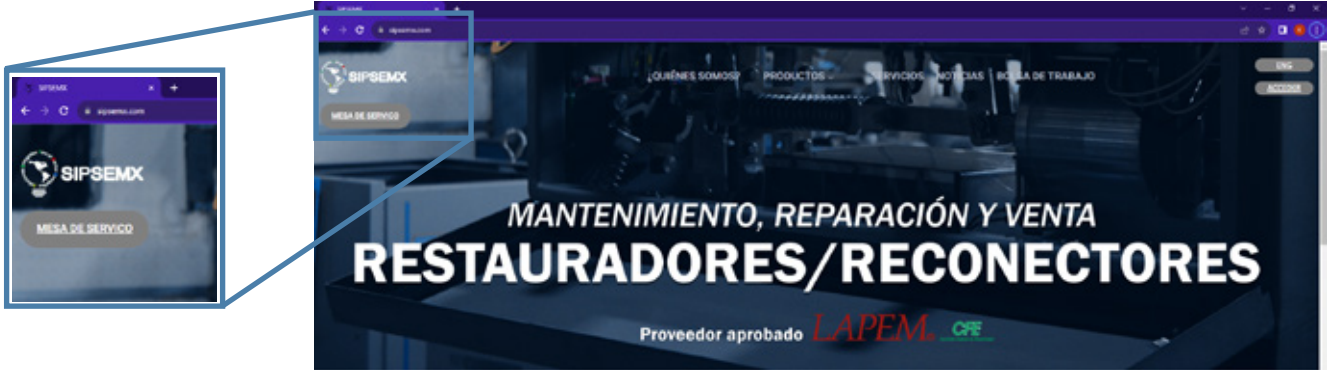 SIPSEMX
sipsemx.com
SIPSEMX
MESA DE SERVICO
SIPSEMX
sipsemx.com
SIPSEMX
¿QUIÉNES SOMOS? PRODUCTOS SERVICIOS NOTICIAS BOLSA DE TRABAJO
ENG
ACCEDER
MESA DE SERVICO
MANTENIMIENTO, REPARACIÓN Y VENTA
RESTAURADORES/RECONECTORES
Proveedor aprobado LAPEM CFE